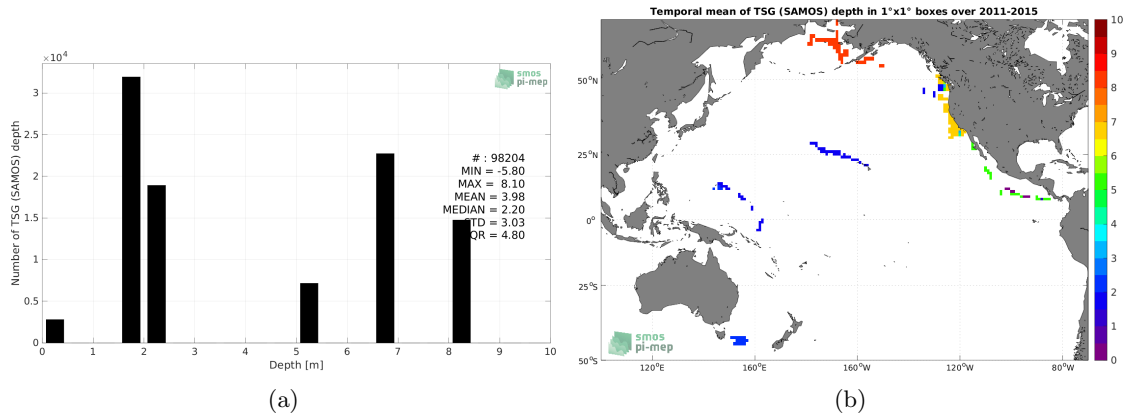 ×10⁴
3
2.5
2
1.5
1
0.5
0
Number of TSG (SAMOS) depth
smos
pi-mep
# : 98204
MIN = -5.80
MAX = 8.10
MEAN = 3.98
MEDIAN = 2.20
STD = 3.03
QR = 4.80
0 1 2 3 4 5 6 7 8 9 10
Depth [m]
(a)
Temporal mean of TSG (SAMOS) depth in 1°x1° boxes over 2011-2015
50°N
25°N
0°
25°S
50°S
smos
pi-mep
120°E 160°E 160°W 120°W 80°W
10
9
8
7
6
5
4
3
2
1
0
(b)